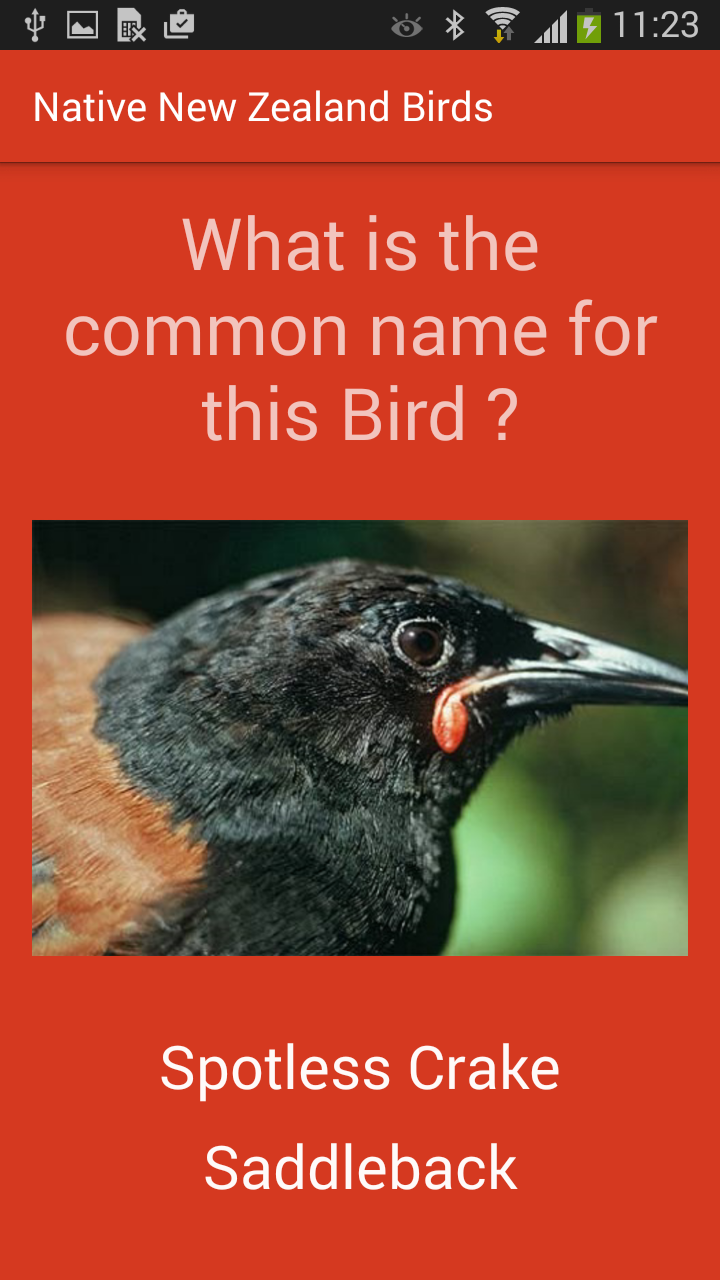 11:23
Native New Zealand Birds
What is the
common name for
this Bird ?
Spotless Crake
Saddleback